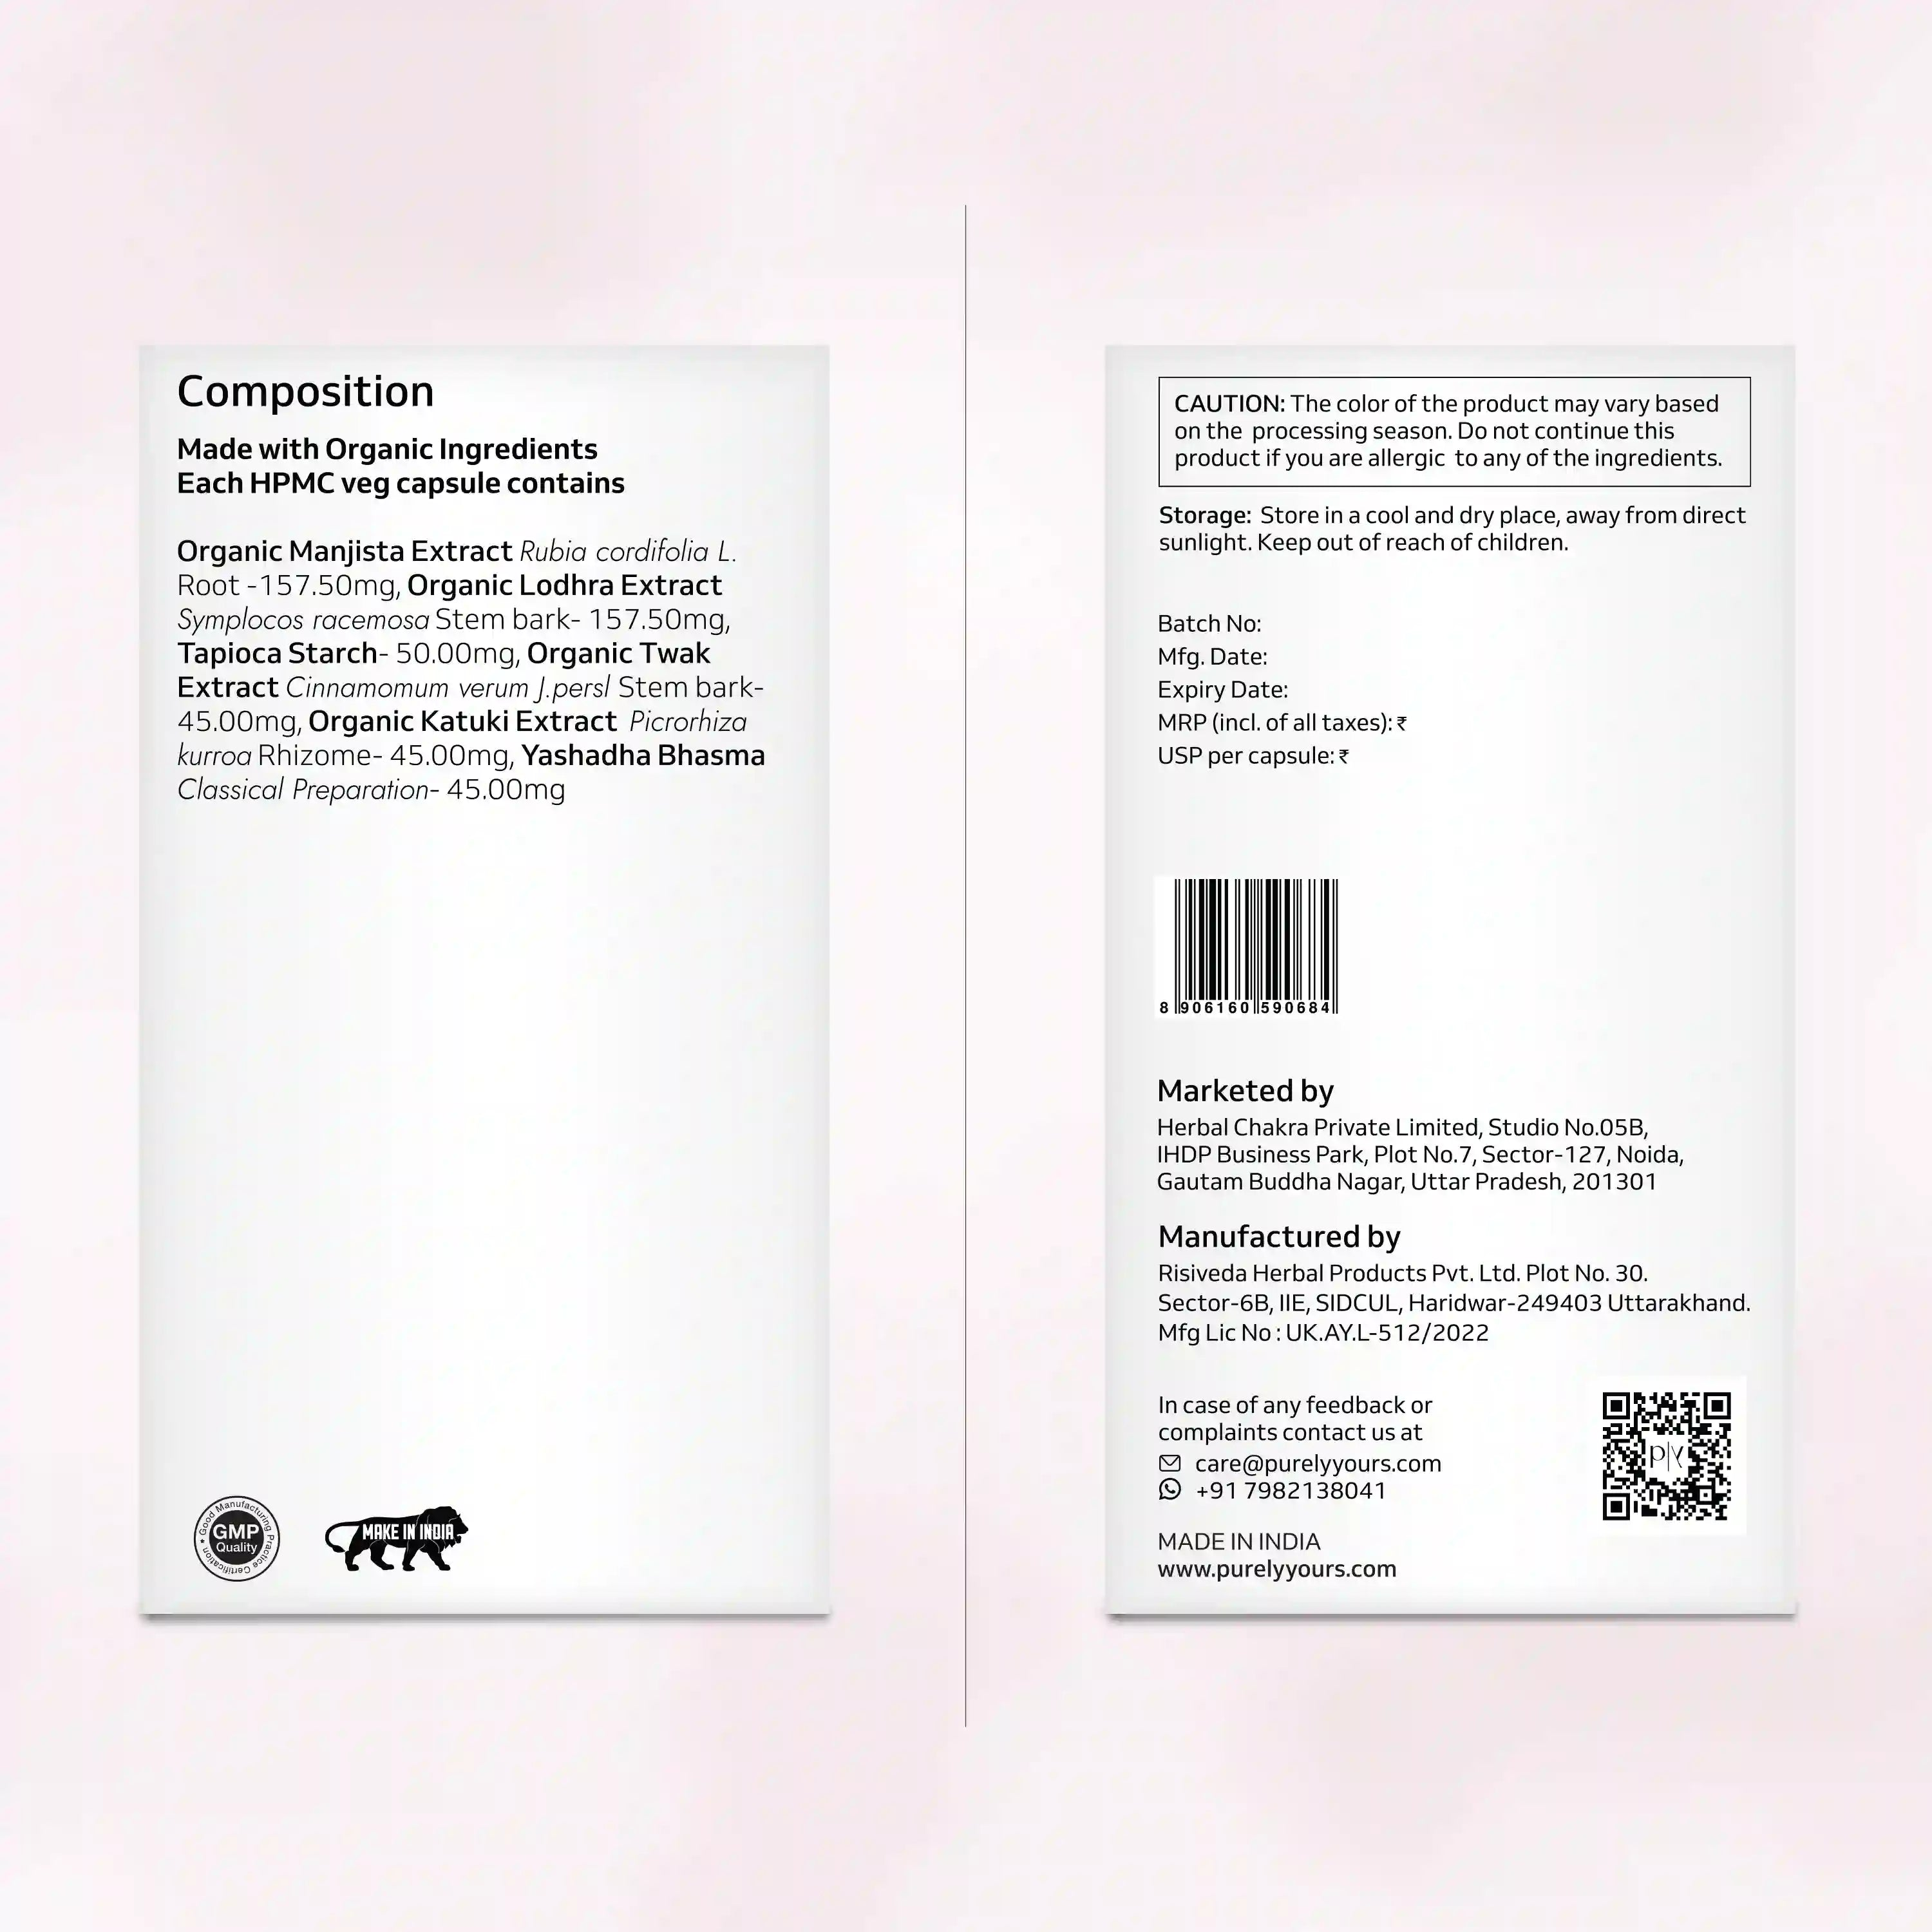 Composition
Made with Organic Ingredients
Each HPMC veg capsule contains
Organic Manjista Extract Rubia cordifolia L.
Root -157.50mg, Organic Lodhra Extract
Symplocos racemosa Stem bark- 157.50mg,
Tapioca Starch- 50.00mg, Organic Twak
Extract Cinnamomum verum J.persl Stem bark-
45.00mg, Organic Katuki Extract Picrorhiza
kurroa Rhizome- 45.00mg, Yashadha Bhasma
Classical Preparation- 45.00mg
Good Manufacturing Practice Certification
GMP
Quality
MAKE IN INDIA
CAUTION: The color of the product may vary based
on the processing season. Do not continue this
product if you are allergic to any of the ingredients.
Storage: Store in a cool and dry place, away from direct
sunlight. Keep out of reach of children.
Batch No:
Mfg. Date:
Expiry Date:
MRP (incl. of all taxes): ₹
USP per capsule: ₹
8 906160 590684
Marketed by
Herbal Chakra Private Limited, Studio No.05B,
IHDP Business Park, Plot No.7, Sector-127, Noida,
Gautam Buddha Nagar, Uttar Pradesh, 201301
Manufactured by
Risiveda Herbal Products Pvt. Ltd. Plot No. 30.
Sector-6B, IIE, SIDCUL, Haridwar-249403 Uttarakhand.
Mfg Lic No : UK.AY.L-512/2022
In case of any feedback or
complaints contact us at
care@purelyyours.com
+91 7982138041
p|y
MADE IN INDIA
www.purelyyours.com